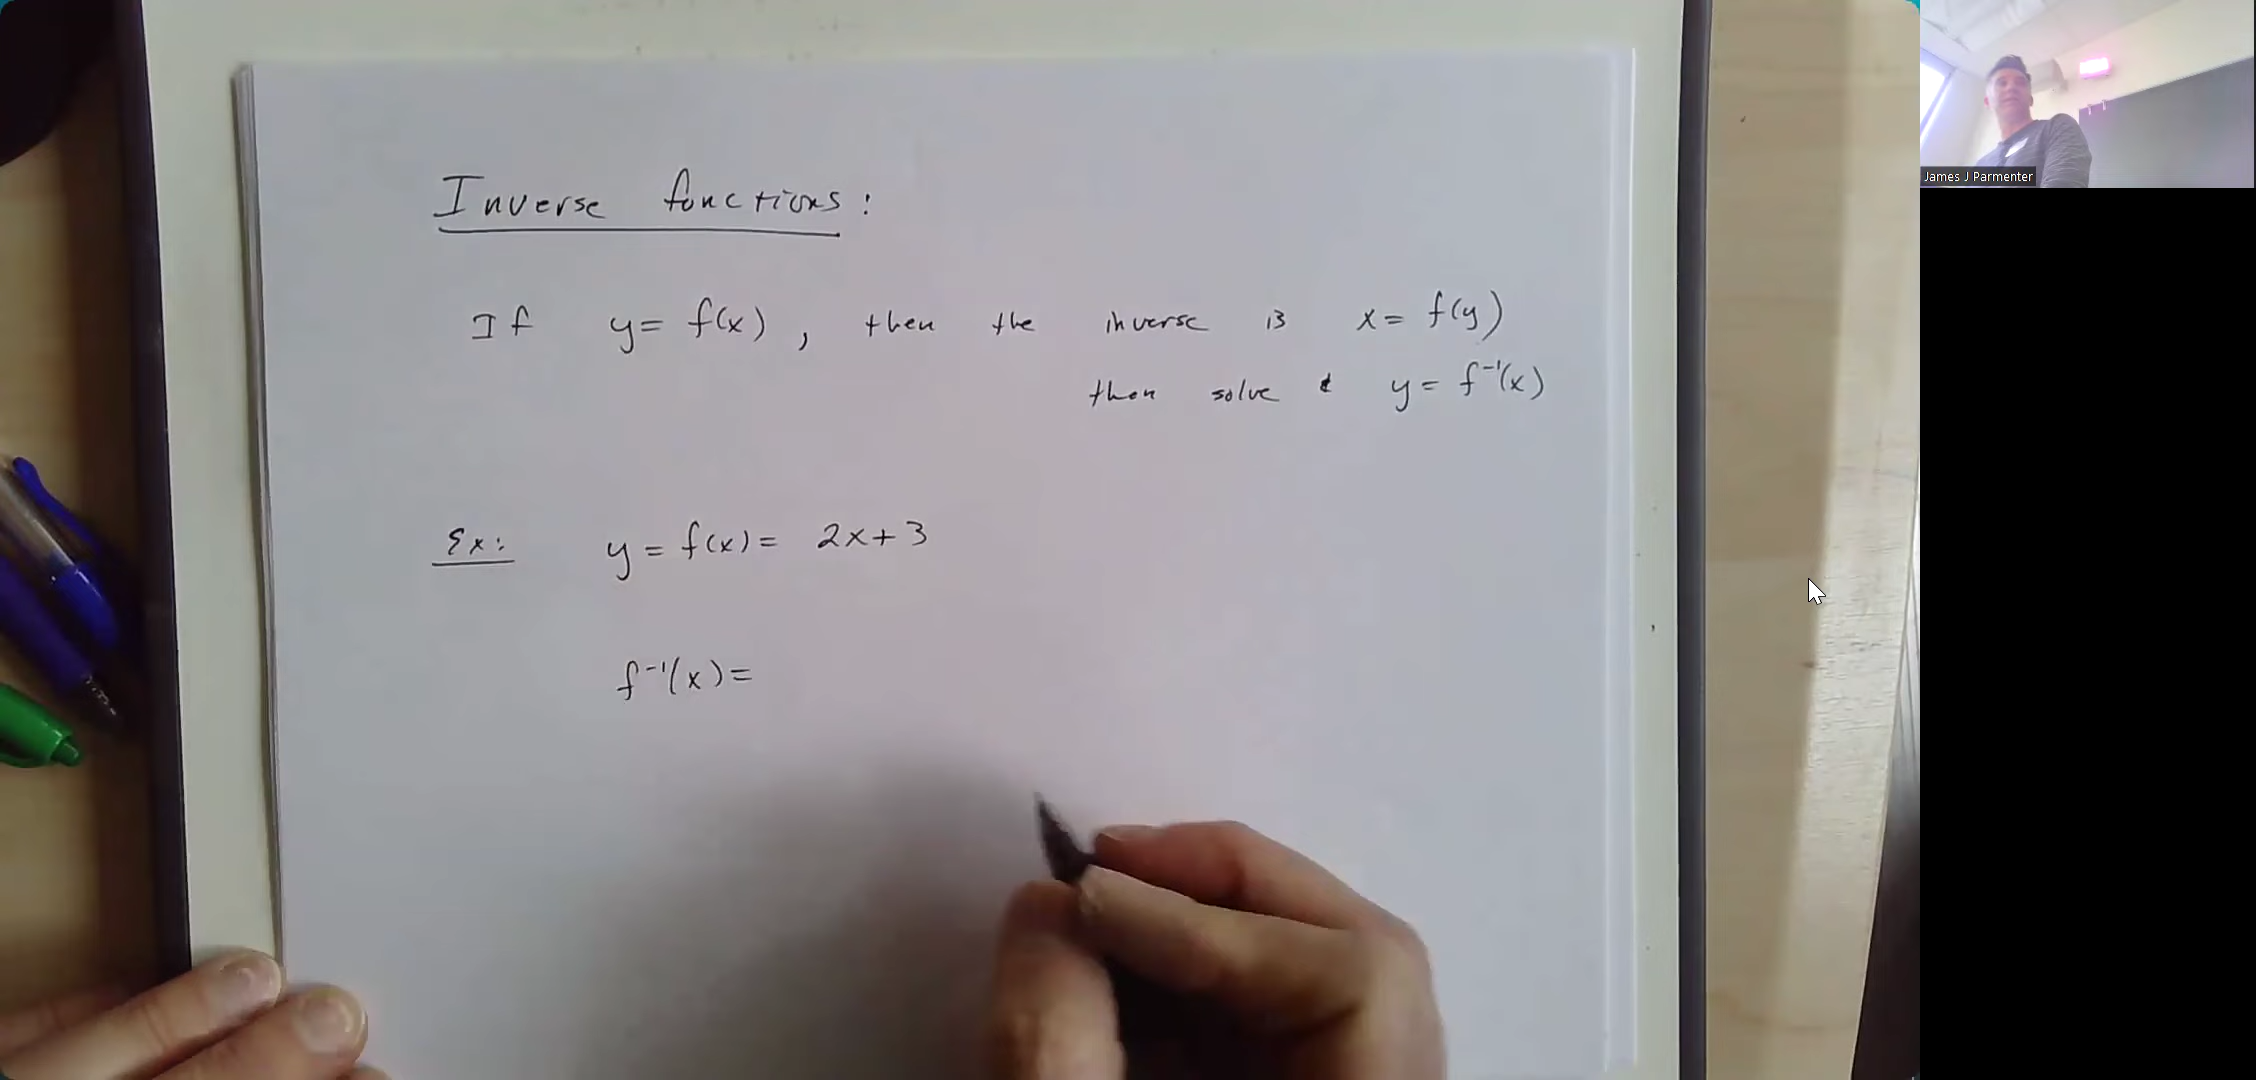 Inverse functions:
If y = f(x), then the inverse is x = f(y)
then solve & y = f⁻¹(x)
Ex: y = f(x) = 2x+3
f⁻¹(x) =
James J Parmenter